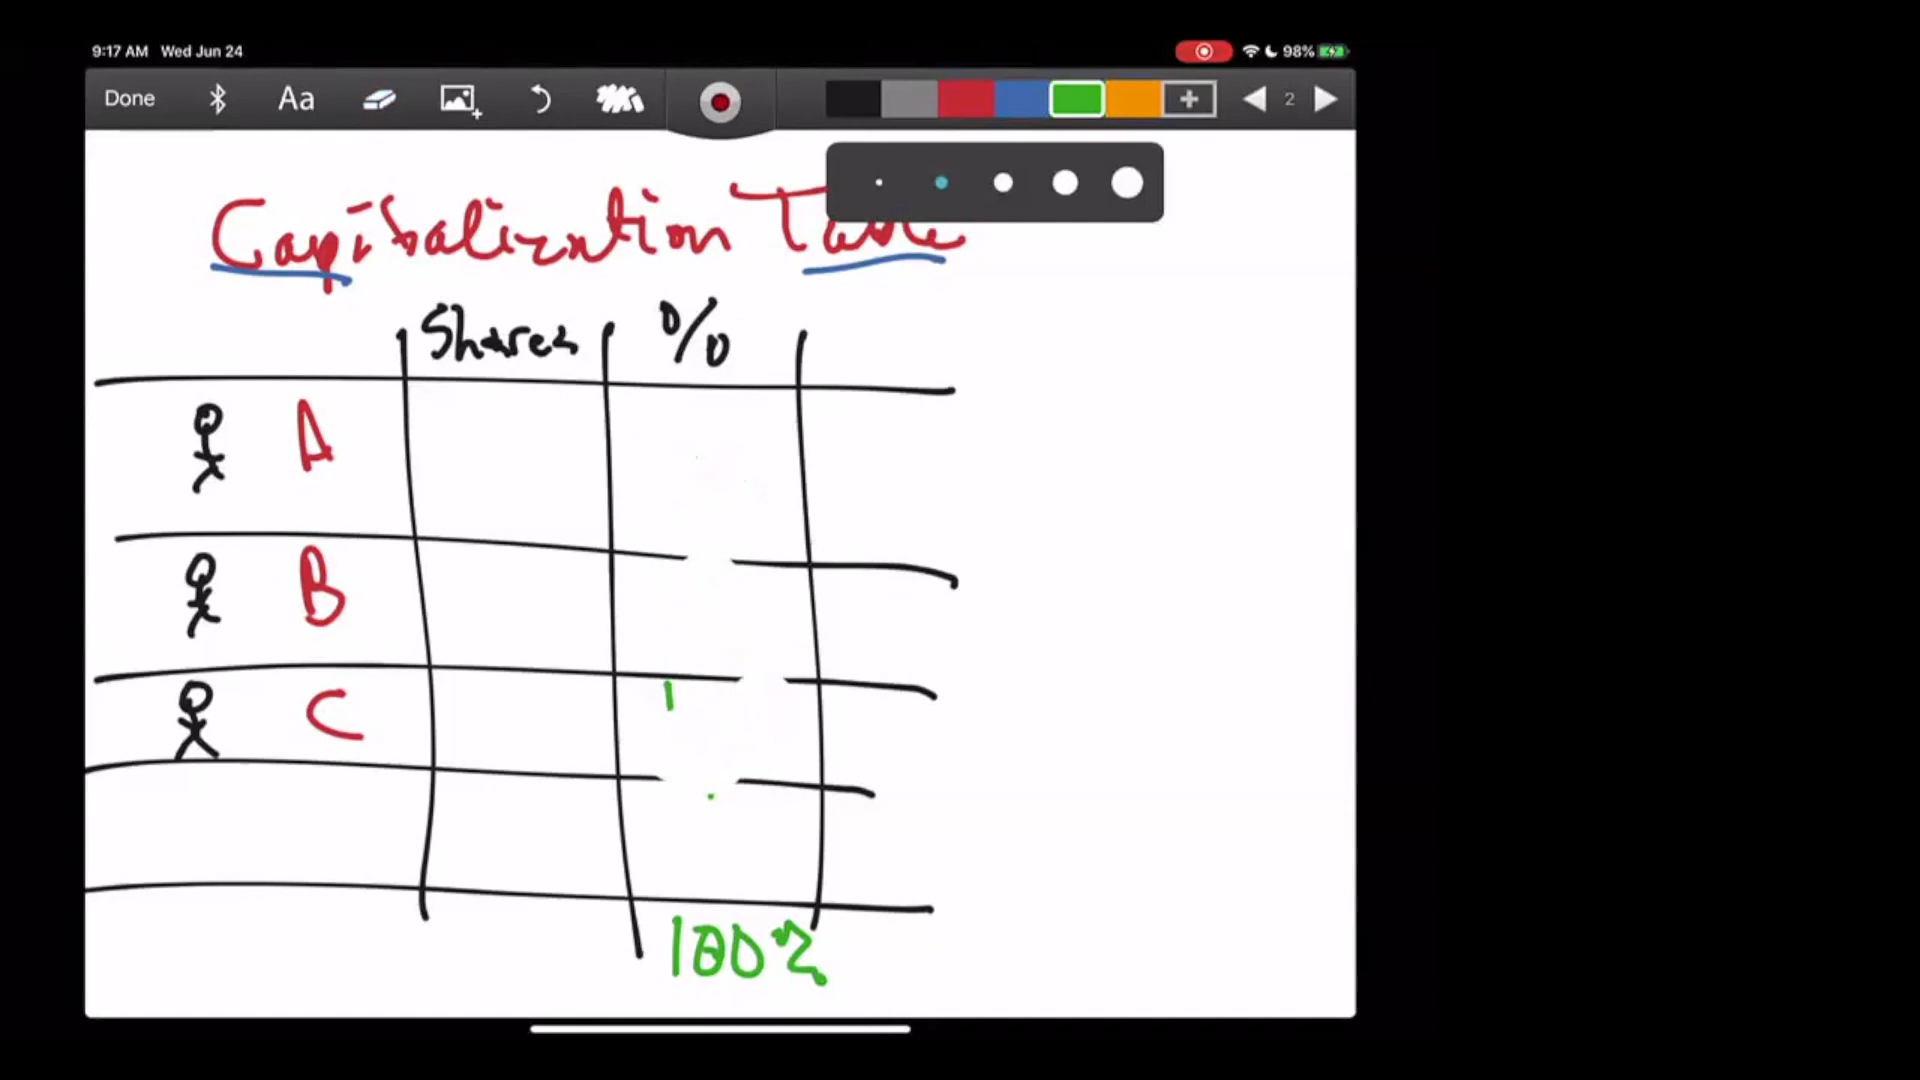 9:17 AM Wed Jun 24
98%
Done Aa 2
Capitalization Table
Shares %
A
B
C
100%